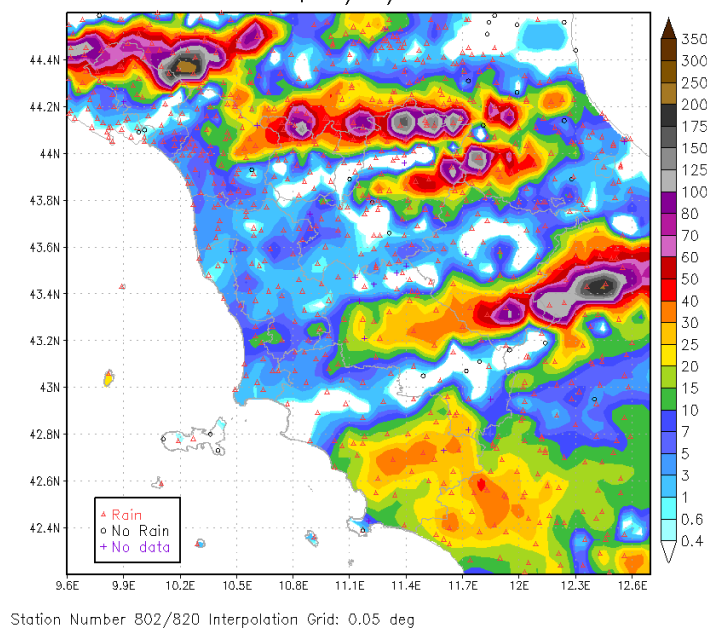 44.4N
44.2N
44N
43.8N
43.6N
43.4N
43.2N
43N
42.8N
42.6N
42.4N
9.6E 9.9E 10.2E 10.5E 10.8E 11.1E 11.4E 11.7E 12E 12.3E 12.6E
Rain
No Rain
No data
350
300
250
200
175
150
125
100
80
70
60
50
40
30
25
20
15
10
7
5
3
1
0.6
0.4
Station Number 802/820 Interpolation Grid: 0.05 deg